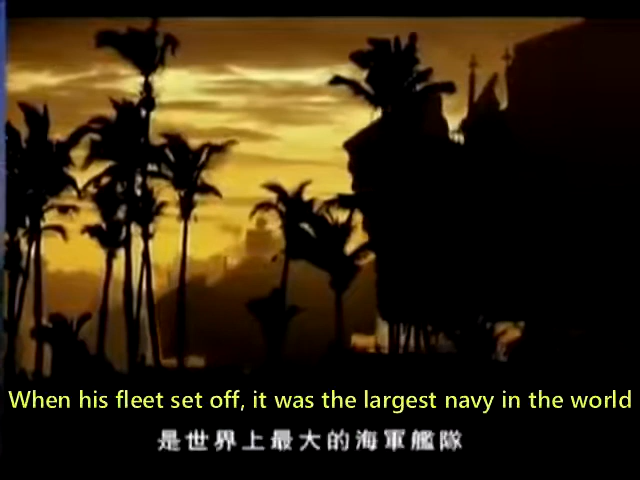 When his fleet set off, it was the largest navy in the world
是世界上最大的海軍艦隊